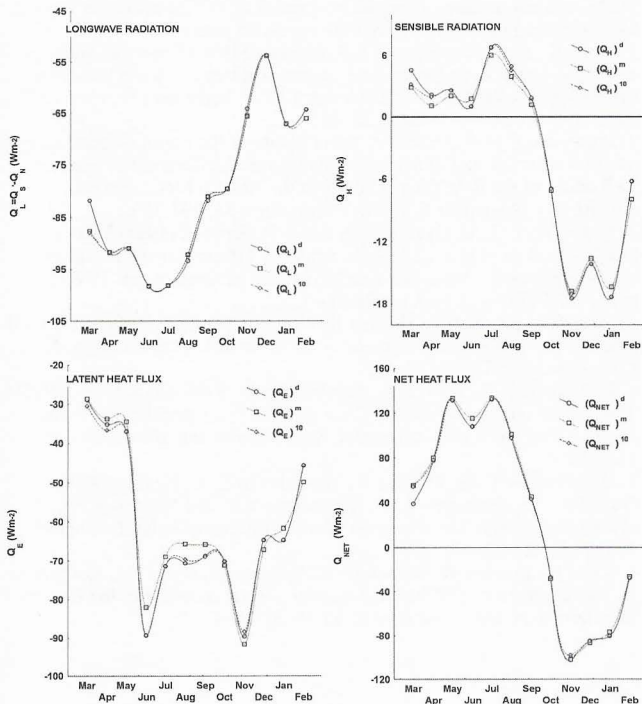 LONGWAVE RADIATION
-45
-55
-65
-75
-85
-95
-105
Q_L=Q_S-Q_N (Wm-2)
(Q_L)^d
(Q_L)^m
(Q_L)^10
Mar May Jul Sep Nov Jan
Apr Jun Aug Oct Dec Feb
SENSIBLE RADIATION
6
0
-6
-12
-18
Q_H (Wm-2)
(Q_H)^d
(Q_H)^m
(Q_H)^10
Mar May Jul Sep Nov Jan
Apr Jun Aug Oct Dec Feb
LATENT HEAT FLUX
-20
-30
-40
-50
-60
-70
-80
-90
-100
Q_E (Wm-2)
(Q_E)^d
(Q_E)^m
(Q_E)^10
Mar May Jul Sep Nov Jan
Apr Jun Aug Oct Dec Feb
NET HEAT FLUX
160
120
80
40
0
-40
-80
-120
Q_NET (Wm-2)
(Q_NET)^d
(Q_NET)^m
(Q_NET)^10
Mar May Jul Sep Nov Jan
Apr Jun Aug Oct Dec Feb